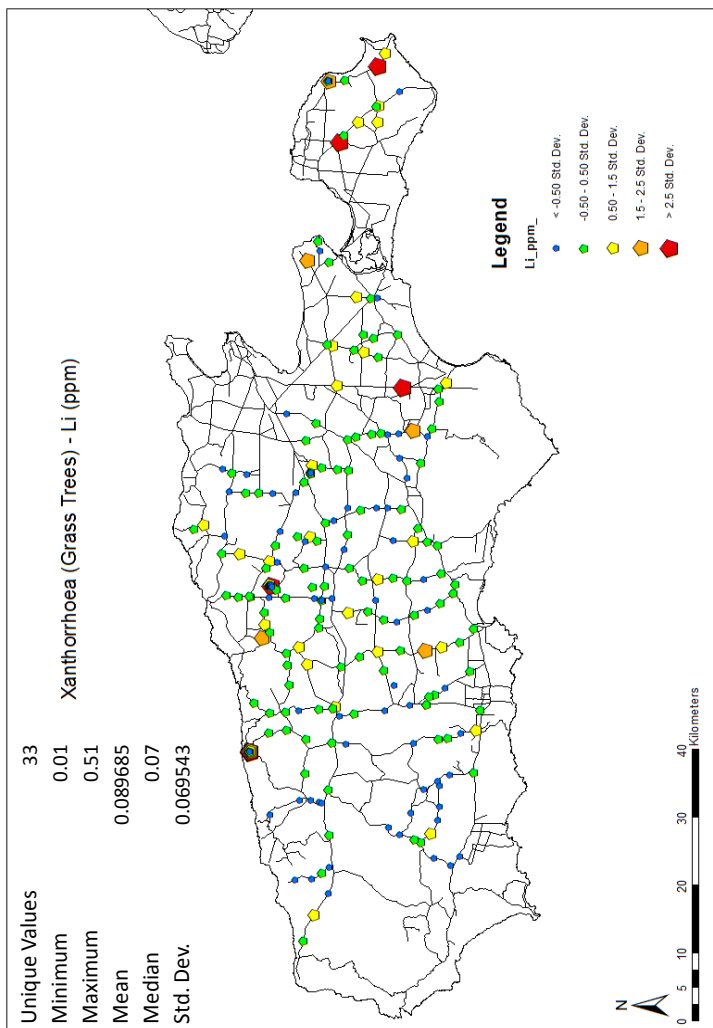 Unique Values 33
Minimum 0.01
Maximum 0.51
Mean 0.089685
Median 0.07
Std. Dev. 0.069543
Xanthorrhoea (Grass Trees) - Li (ppm)
Legend
Li_ppm_
< -0.50 Std. Dev.
-0.50 - 0.50 Std. Dev.
0.50 - 1.5 Std. Dev.
1.5 - 2.5 Std. Dev.
> 2.5 Std. Dev.
N
0 5 10 20 30 40
Kilometers